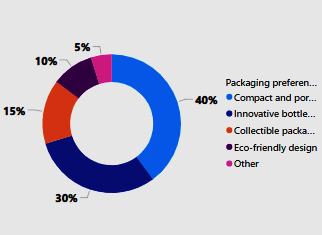 5%
10%
15%
40%
30%
Packaging preferen...
Compact and por...
Innovative bottle...
Collectible packa...
Eco-friendly design
Other